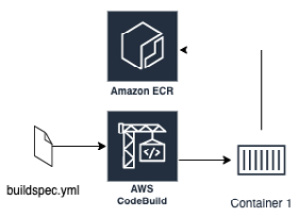 Amazon ECR
buildspec.yml
AWS
CodeBuild
Container 1